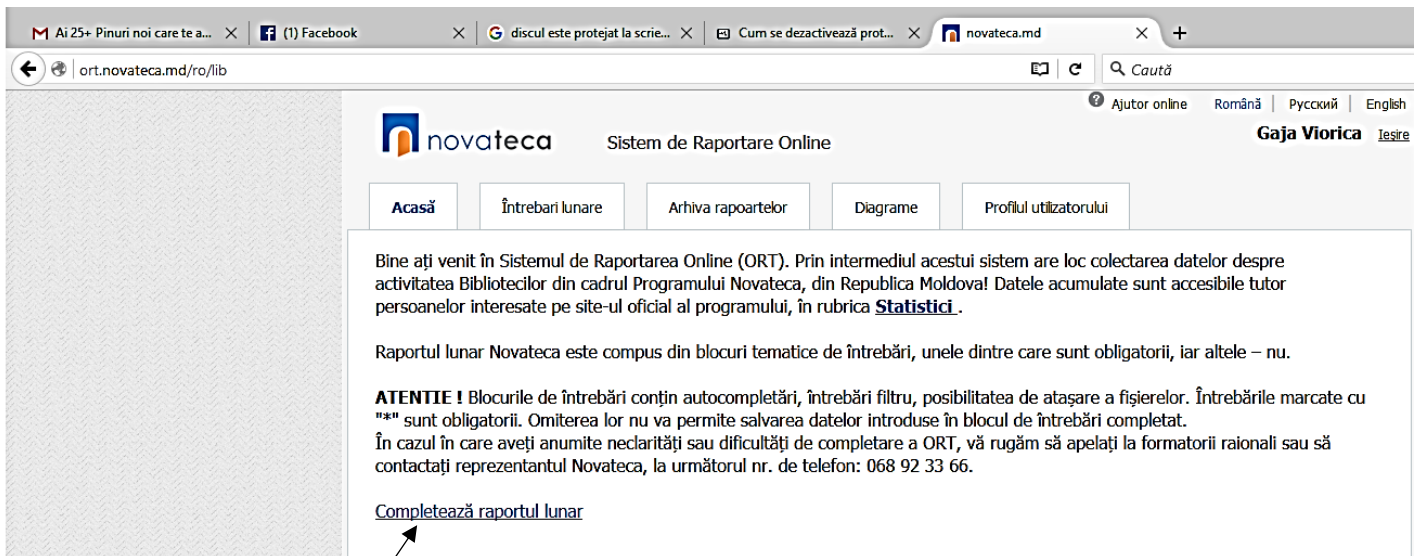 Ai 25+ Pinuri noi care te a... (1) Facebook discul este protejat la scrie... Cum se dezactivează prot... novateca.md
ort.novateca.md/ro/lib Caută
Ajutor online Română | Русский | English
novateca Sistem de Raportare Online Gaja Viorica Ieșire
Acasă Întrebari lunare Arhiva rapoartelor Diagrame Profilul utilizatorului
Bine ați venit în Sistemul de Raportarea Online (ORT). Prin intermediul acestui sistem are loc colectarea datelor despre
activitatea Bibliotecilor din cadrul Programului Novateca, din Republica Moldova! Datele acumulate sunt accesibile tutor
persoanelor interesate pe site-ul oficial al programului, în rubrica Statistici .
Raportul lunar Novateca este compus din blocuri tematice de întrebări, unele dintre care sunt obligatorii, iar altele – nu.
ATENTIE ! Blocurile de întrebări conțin autocompletări, întrebări filtru, posibilitatea de atașare a fișierelor. Întrebările marcate cu
"*" sunt obligatorii. Omiterea lor nu va permite salvarea datelor introduse în blocul de întrebări completat.
În cazul în care aveți anumite neclarități sau dificultăți de completare a ORT, vă rugăm să apelați la formatorii raionali sau să
contactați reprezentantul Novateca, la următorul nr. de telefon: 068 92 33 66.
Completează raportul lunar